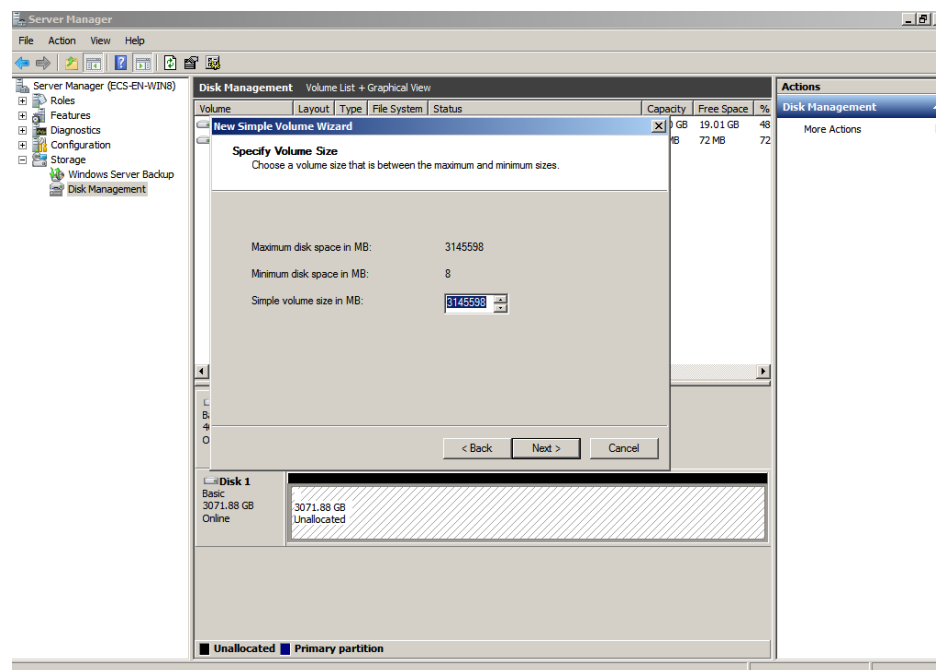 Server Manager
File Action View Help
Server Manager (ECS-EN-WIN8)
Roles
Features
Diagnostics
Configuration
Storage
Windows Server Backup
Disk Management
Disk Management Volume List + Graphical View
Volume Layout Type File System Status Capacity Free Space %
GB 19.01 GB 48
MB 72 MB 72
New Simple Volume Wizard
Specify Volume Size
Choose a volume size that is between the maximum and minimum sizes.
Maximum disk space in MB: 3145598
Minimum disk space in MB: 8
Simple volume size in MB: 3145598
< Back Next > Cancel
Disk 1
Basic
3071.88 GB
Online
3071.88 GB
Unallocated
Unallocated Primary partition
Actions
Disk Management
More Actions